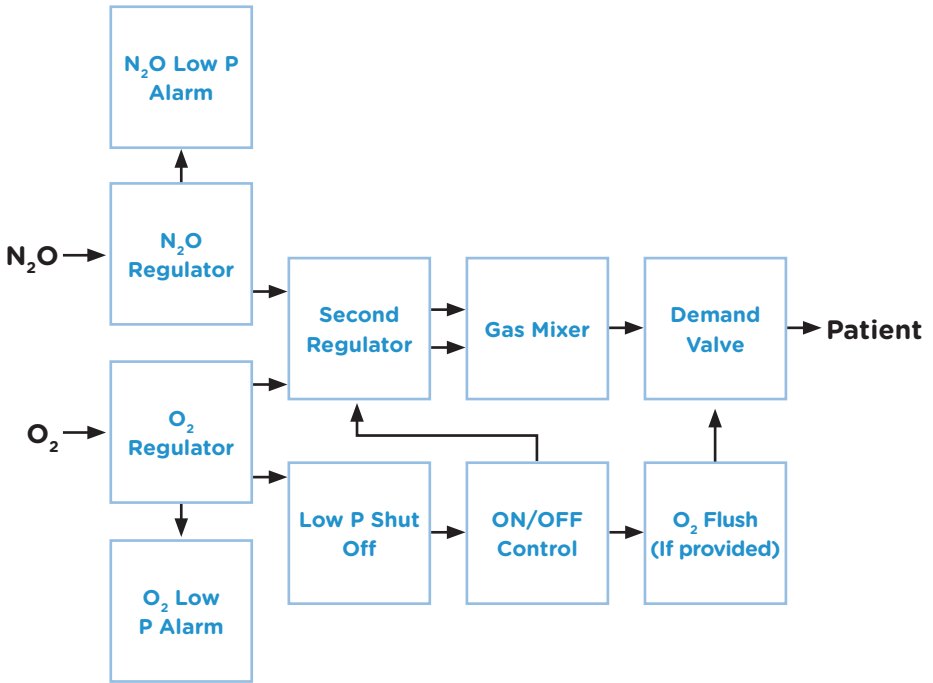 N₂O Low P
Alarm
N₂O
N₂O
Regulator
Second
Regulator
Gas Mixer
Demand
Valve
Patient
O₂
O₂
Regulator
Low P Shut
Off
ON/OFF
Control
O₂ Flush
(If provided)
O₂ Low
P Alarm